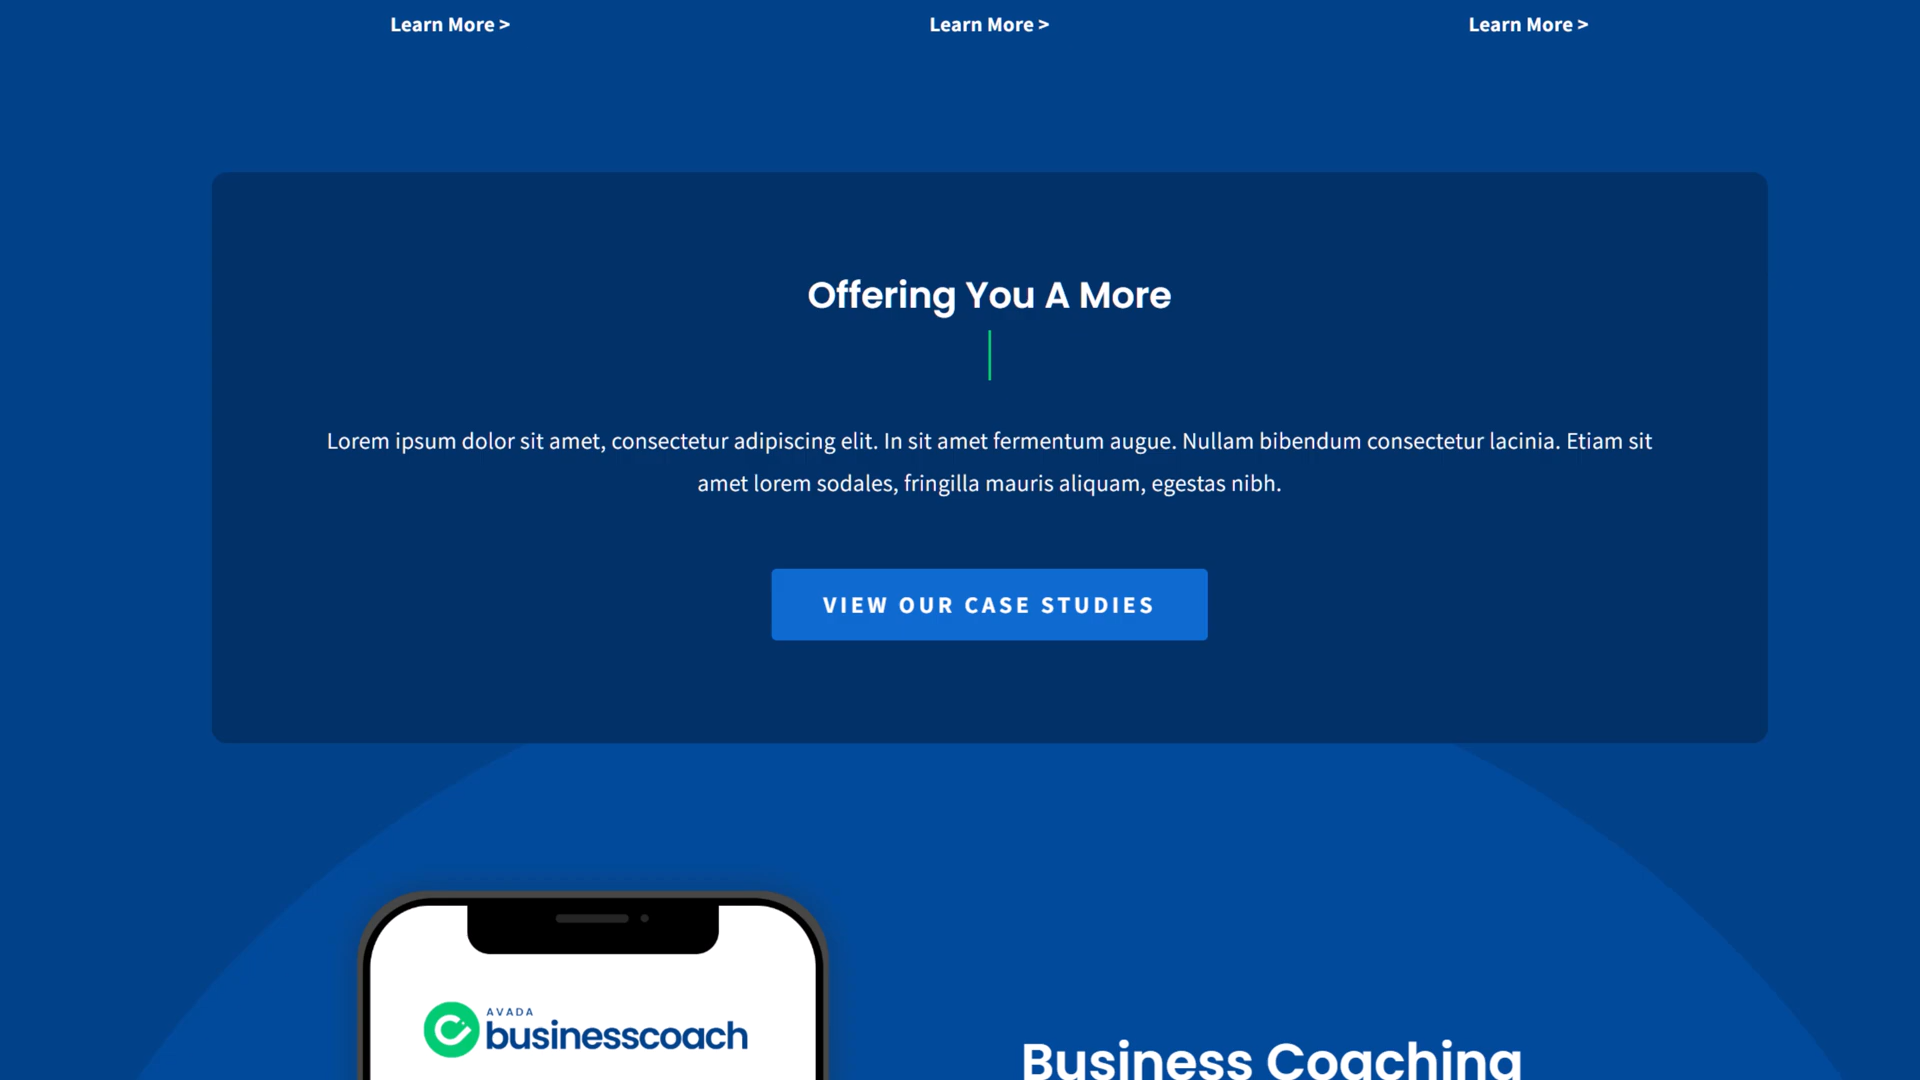 Learn More > Learn More > Learn More >
Offering You A More
Lorem ipsum dolor sit amet, consectetur adipiscing elit. In sit amet fermentum augue. Nullam bibendum consectetur lacinia. Etiam sit
amet lorem sodales, fringilla mauris aliquam, egestas nibh.
VIEW OUR CASE STUDIES
AVADA
businesscoach
Business Coaching